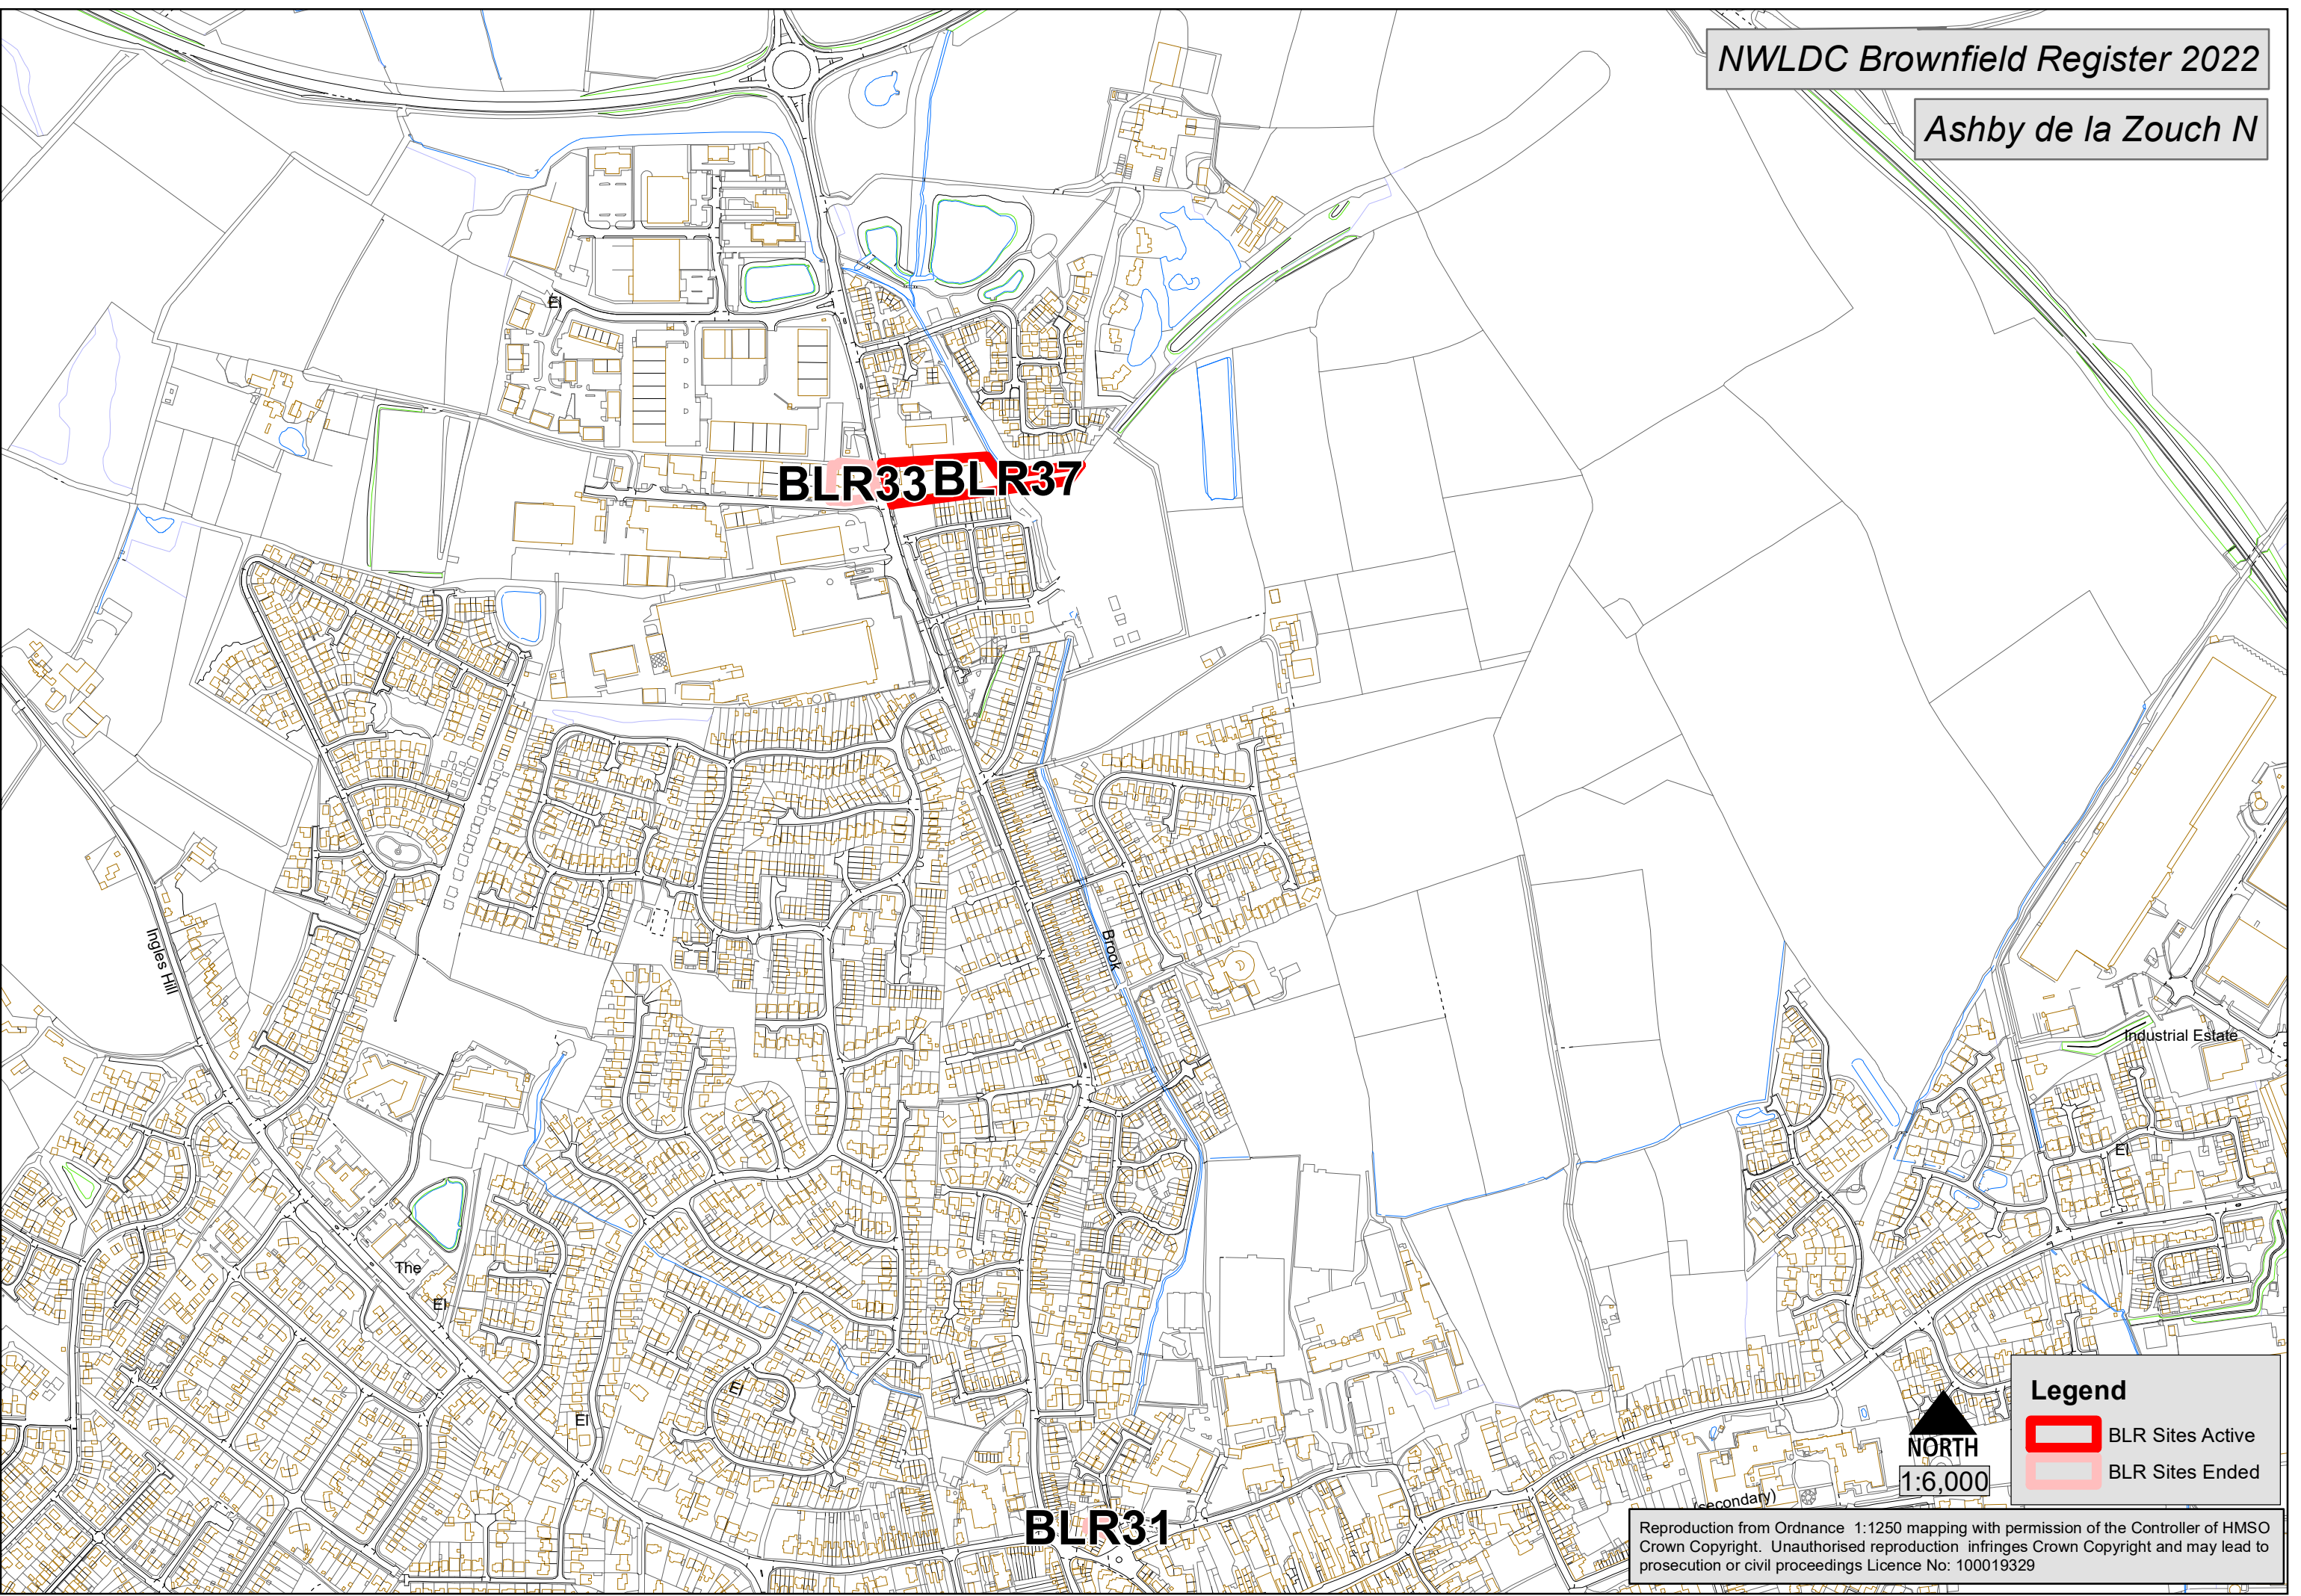 NWLDC Brownfield Register 2022
Ashby de la Zouch N
El
BLR33
BLR37
Ingles Hill
Brook
Industrial Estate
El
The
El
El
El
BLR31
(secondary)
NORTH
1:6,000
Legend
BLR Sites Active
BLR Sites Ended
Reproduction from Ordnance 1:1250 mapping with permission of the Controller of HMSO
Crown Copyright. Unauthorised reproduction infringes Crown Copyright and may lead to
prosecution or civil proceedings Licence No: 100019329